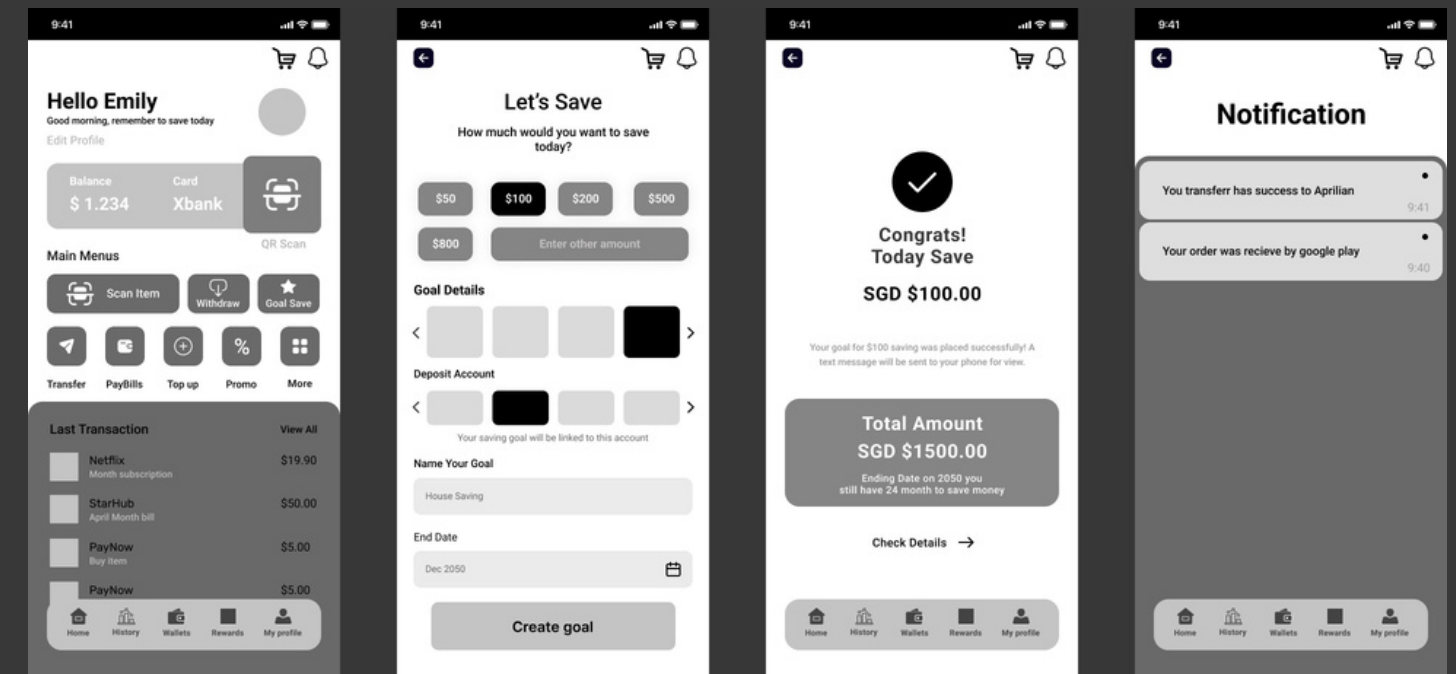 9:41
Hello Emily
Good morning, remember to save today
Edit Profile
Balance
Card
$ 1.234
Xbank
QR Scan
Main Menus
Scan Item
Withdraw
Goal Save
Transfer
PayBills
Top up
Promo
More
Last Transaction
View All
Netflix
$19.90
Month subscription
StarHub
$50.00
April Month bill
PayNow
$5.00
Buy item
PayNow
$5.00
Home
History
Wallets
Rewards
My profile
9:41
Let's Save
How much would you want to save
today?
$50
$100
$200
$500
$800
Enter other amount
Goal Details
Deposit Account
Your saving goal will be linked to this account
Name Your Goal
House Saving
End Date
Dec 2050
Create goal
9:41
Congrats!
Today Save
SGD $100.00
Your goal for $100 saving was placed successfully! A
text message will be sent to your phone for view.
Total Amount
SGD $1500.00
Ending Date on 2050 you
still have 24 month to save money
Check Details
Home
History
Wallets
Rewards
My profile
9:41
Notification
You transferr has success to Aprilian
9:41
Your order was recieve by google play
9:40
Home
History
Wallets
Rewards
My profile